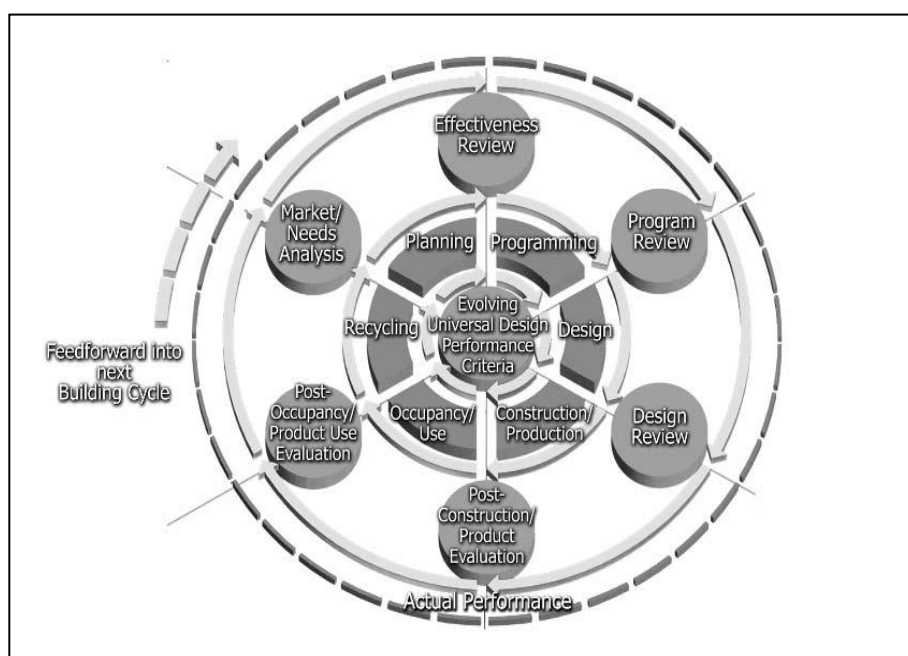 Effectiveness
Review
Market/
Needs
Analysis
Program
Review
Planning
Programming
Evolving
Universal Design
Performance
Criteria
Recycling
Design
Feedforward into
next
Building Cycle
Post-
Occupancy/
Product Use
Evaluation
Occupancy/
Use
Construction/
Production
Design
Review
Post-
Construction/
Product
Evaluation
Actual Performance